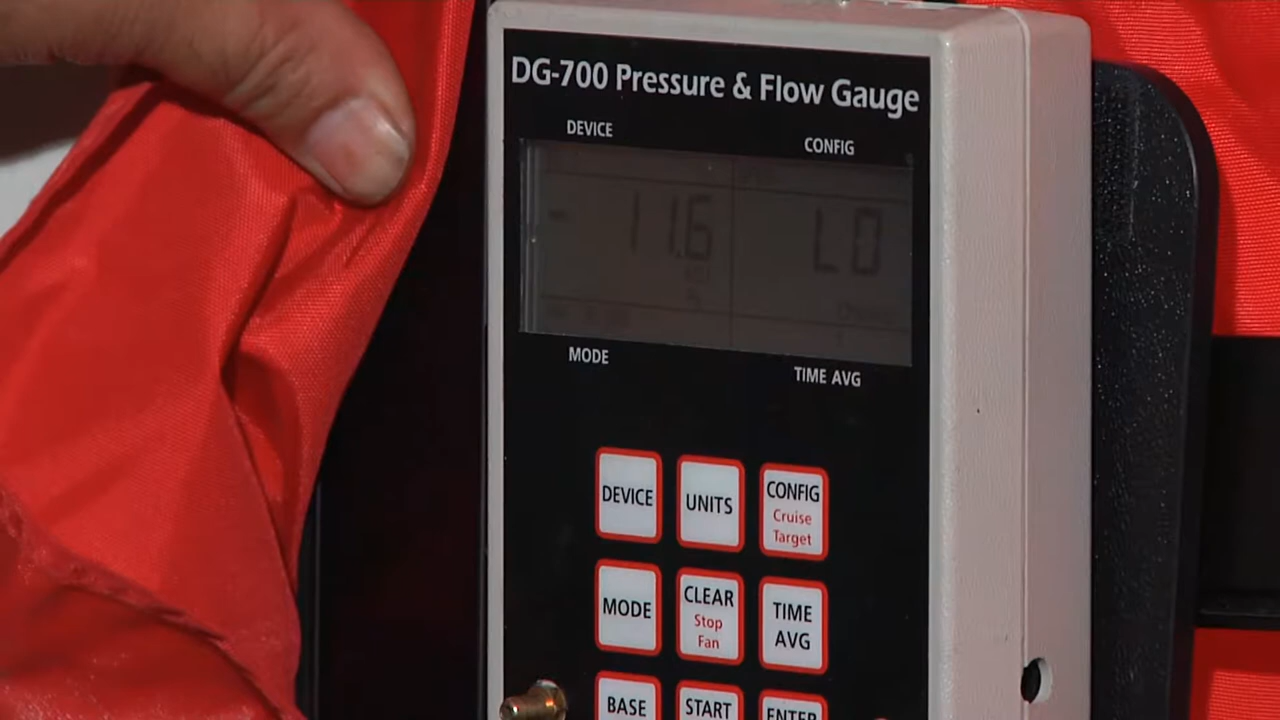 DG-700 Pressure & Flow Gauge
DEVICE CONFIG
- 11.6 LO
MODE TIME AVG
DEVICE UNITS CONFIG
Cruise
Target
MODE CLEAR TIME
Stop AVG
Fan
BASE START ENTER